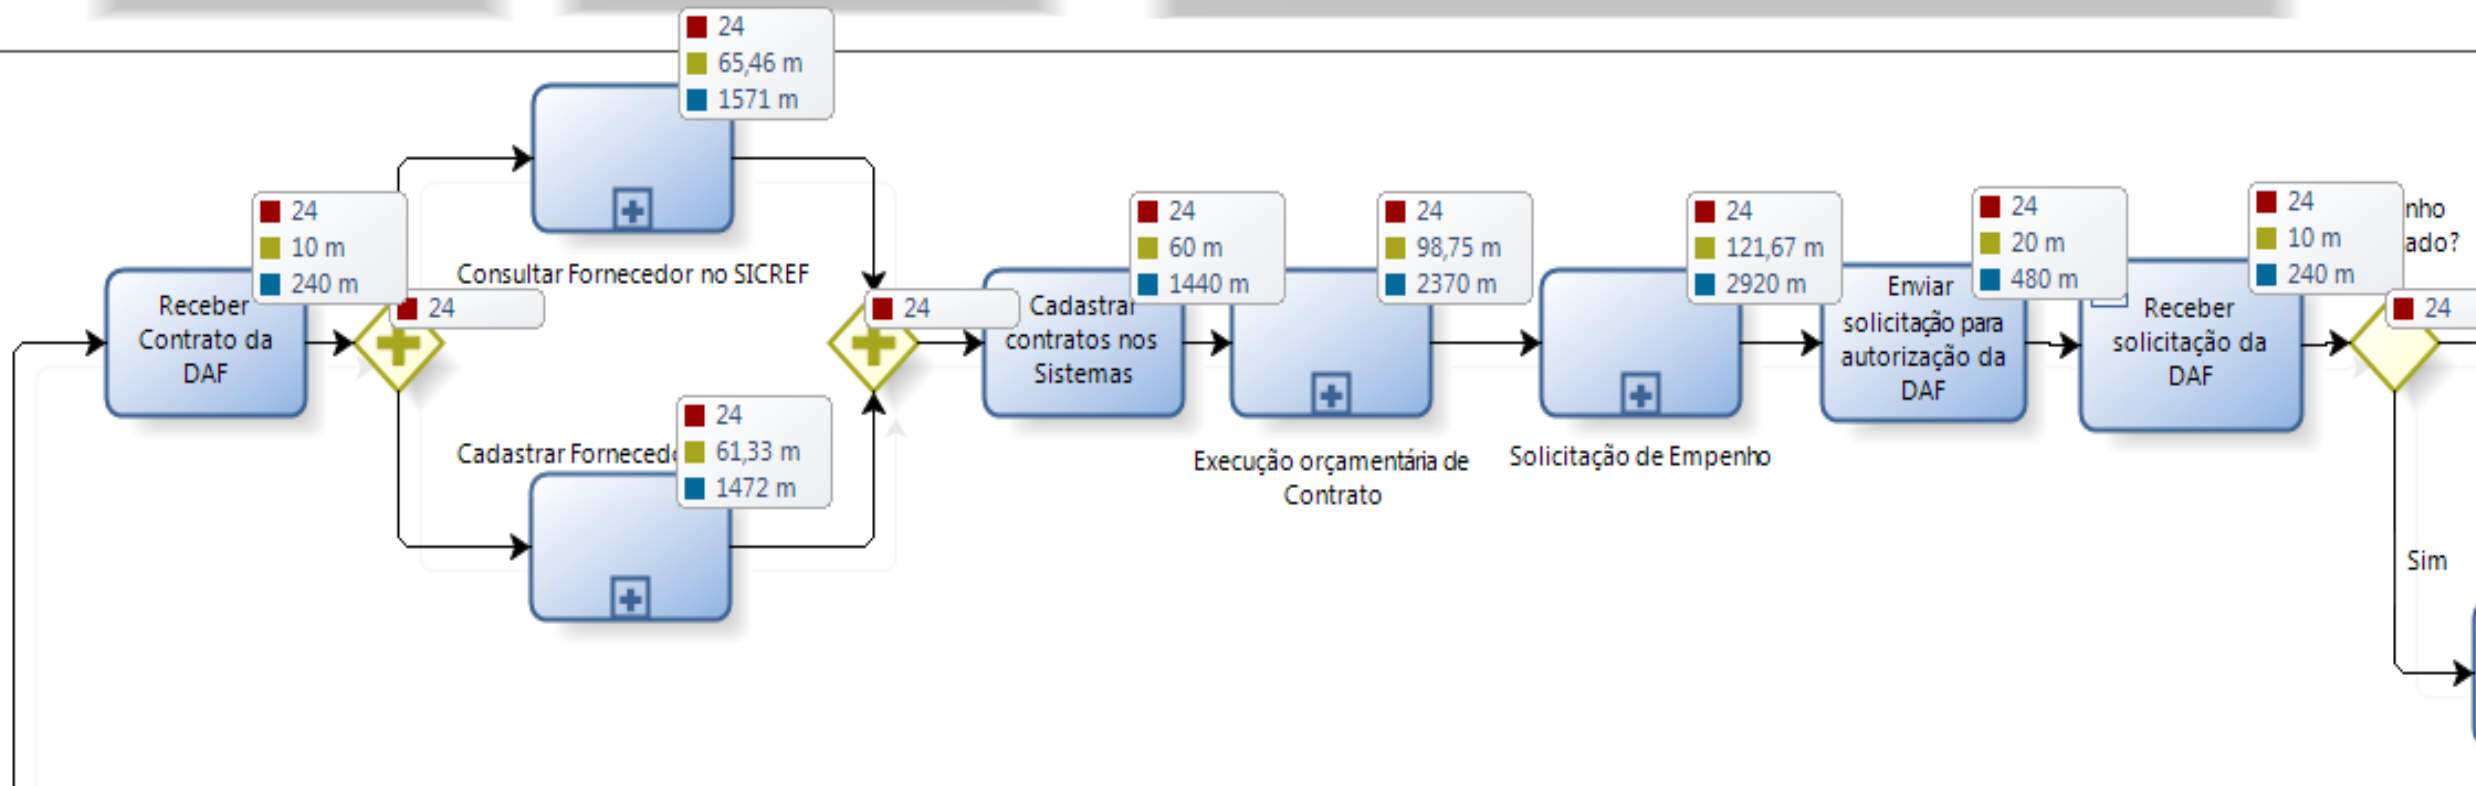 24
65,46 m
1571 m
24
10 m
240 m
Receber
Contrato da
DAF
24
Consultar Fornecedor no SICREF
24
Cadastrar Fornecedo
24
61,33 m
1472 m
24
60 m
1440 m
Cadastrar
contratos nos
Sistemas
24
98,75 m
2370 m
Execução orçamentária de
Contrato
24
121,67 m
2920 m
Solicitação de Empenho
24
20 m
480 m
Enviar
solicitação para
autorização da
DAF
24
10 m
240 m
Receber
solicitação da
DAF
nho
ado?
24
Sim